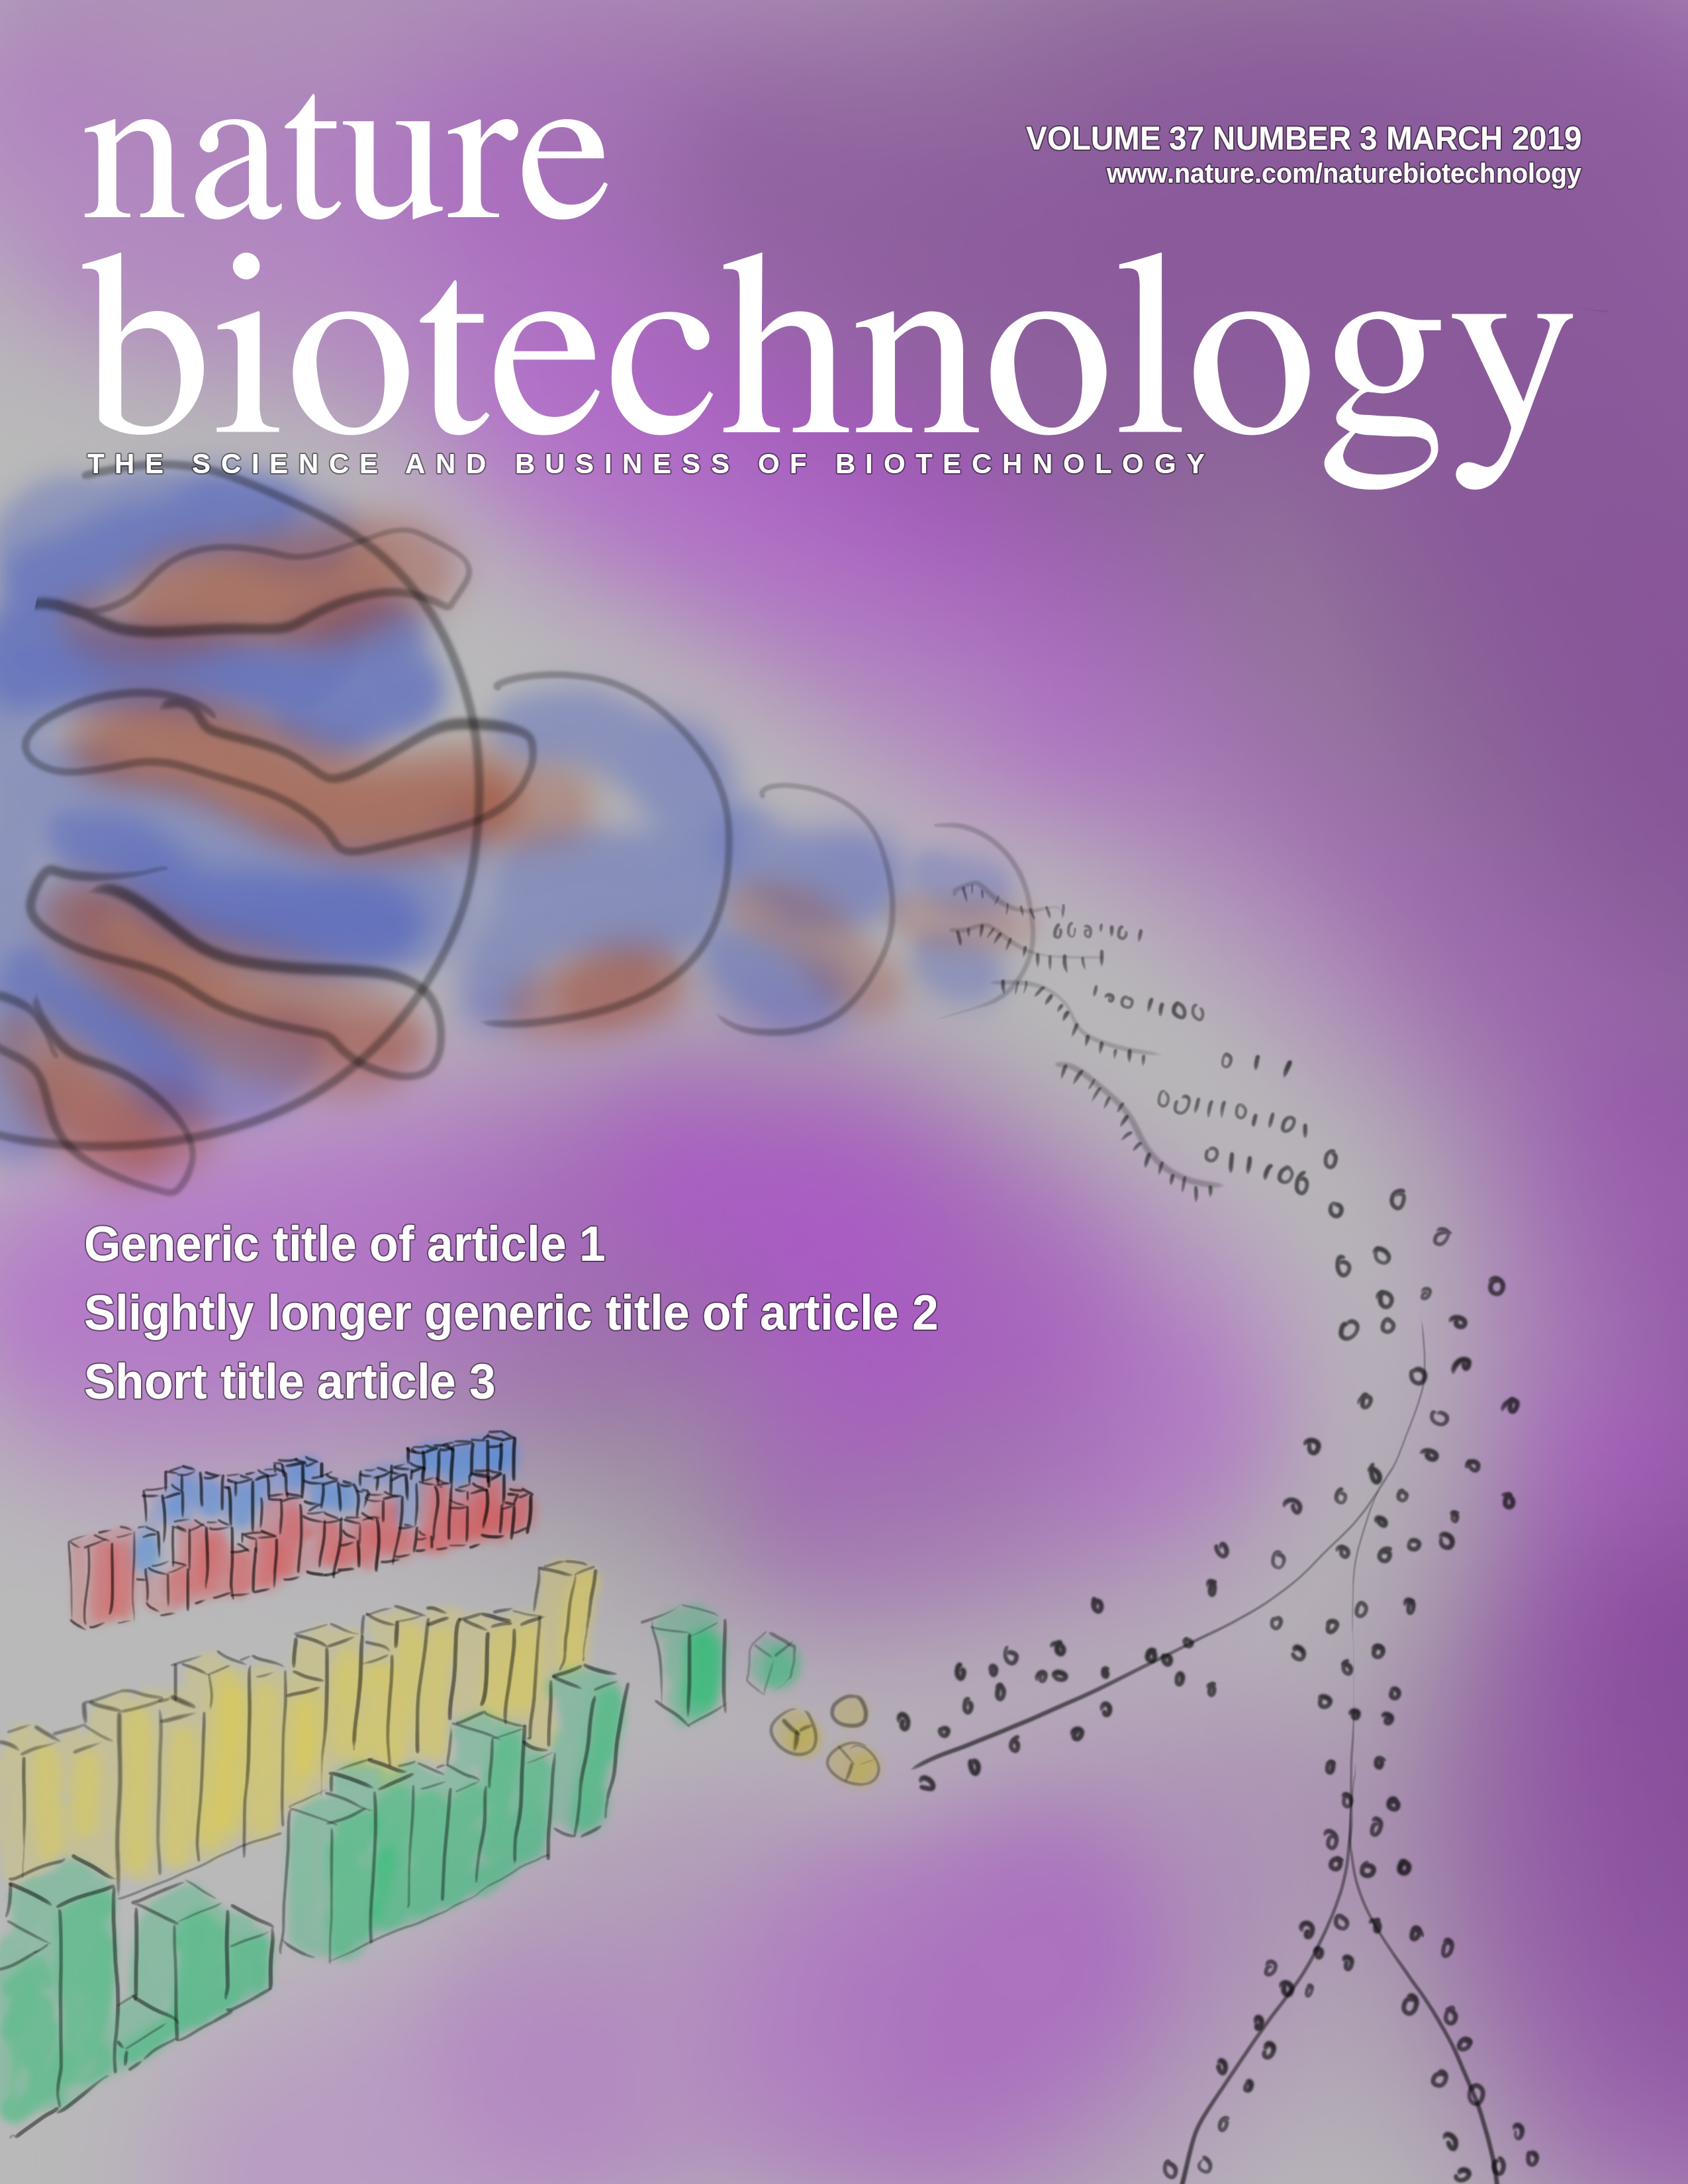 nature
VOLUME 37 NUMBER 3 MARCH 2019
www.nature.com/naturebiotechnology
biotechnology
THE SCIENCE AND BUSINESS OF BIOTECHNOLOGY
Generic title of article 1
Slightly longer generic title of article 2
Short title article 3